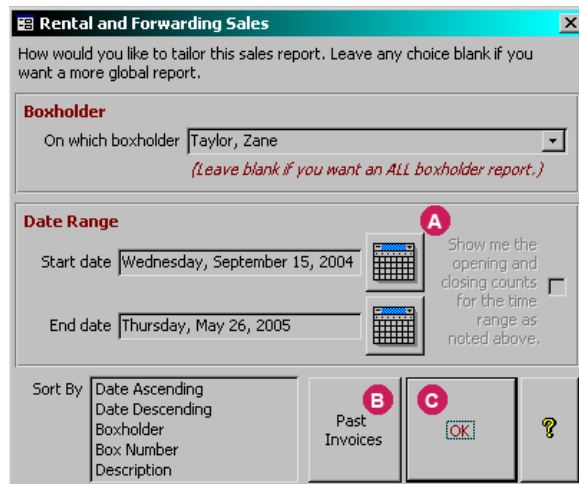 Rental and Forwarding Sales
How would you like to tailor this sales report. Leave any choice blank if you
want a more global report.
Boxholder
On which boxholder Taylor, Zane
(Leave blank if you want an ALL boxholder report.)
Date Range
A
Start date Wednesday, September 15, 2004
Show me the
opening and
closing counts
for the time
range as
noted above.
End date Thursday, May 26, 2005
Sort By Date Ascending
Date Descending
Boxholder
Box Number
Description
B
Past
Invoices
C
OK
?